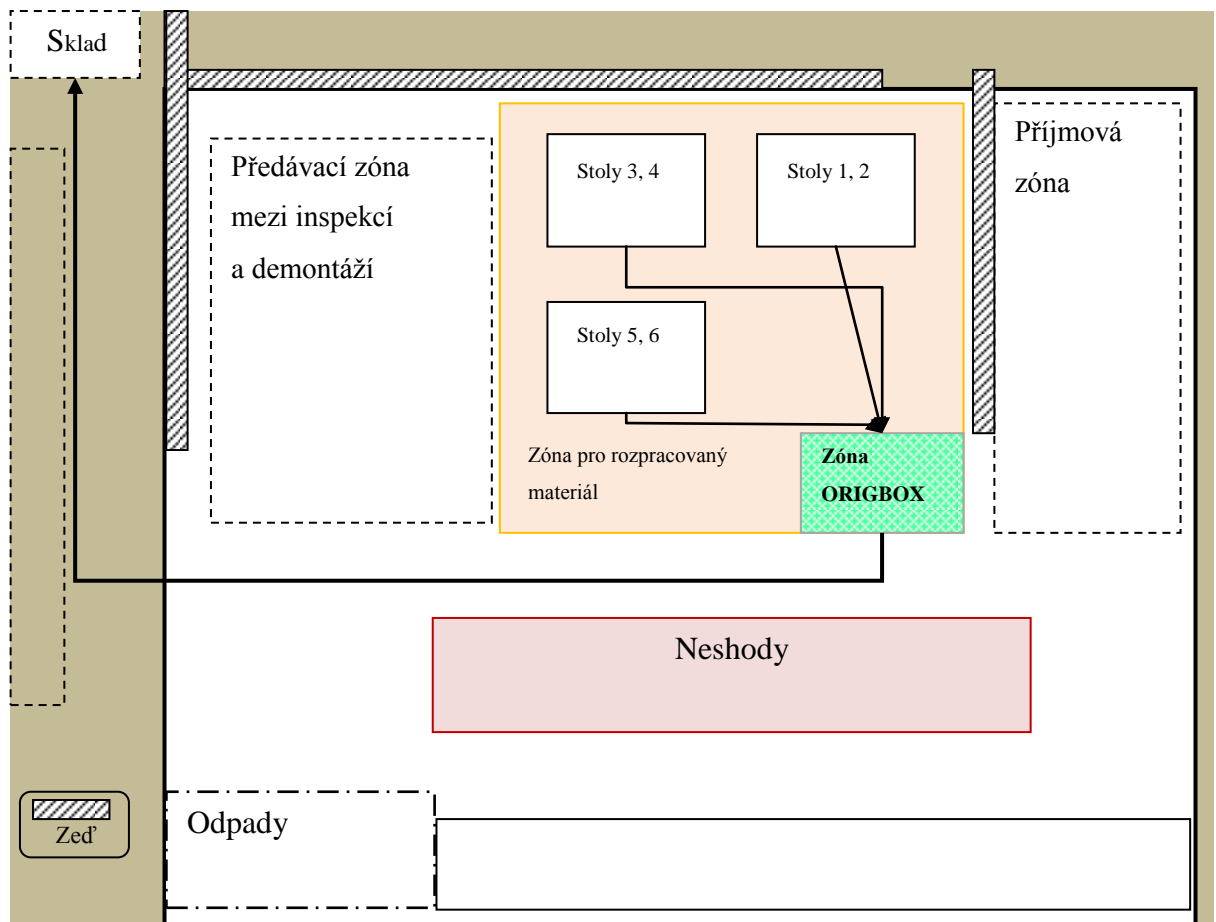 Sklad
Předávací zóna
mezi inspekcí
a demontáží
Stoly 3, 4
Stoly 1, 2
Příjmová
zóna
Stoly 5, 6
Zóna pro rozpracovaný
materiál
Zóna
ORIGBOX
Neshody
Odpady
Zeď